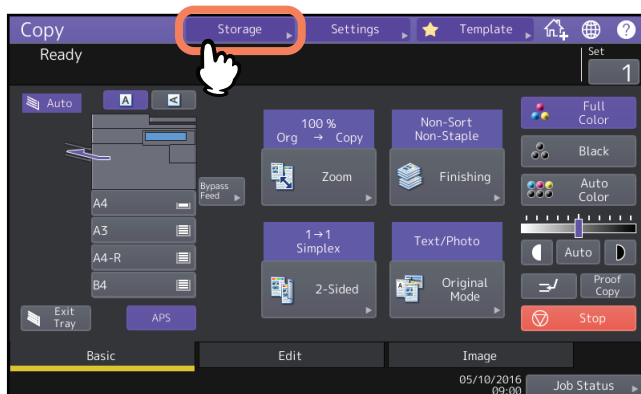 Copy
Storage
Settings
Template
?
Ready
Set
1
Auto
A
A
100 %
Org → Copy
Zoom
Non-Sort
Non-Staple
Finishing
Full
Color
Black
Auto
Color
Bypass
Feed
A4
A3
A4-R
B4
1→1
Simplex
2-Sided
Text/Photo
Original
Mode
Auto
Proof
Copy
Exit
Tray
APS
Stop
Basic
Edit
Image
05/10/2016
09:00
Job Status